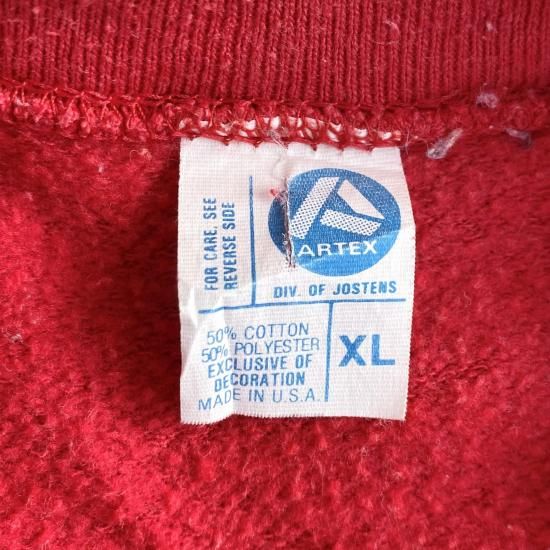 FOR CARE, SEE
REVERSE SIDE
ARTEX
DIV. OF JOSTENS
50% COTTON
50% POLYESTER
EXCLUSIVE OF
DECORATION
MADE IN U.S.A.
XL